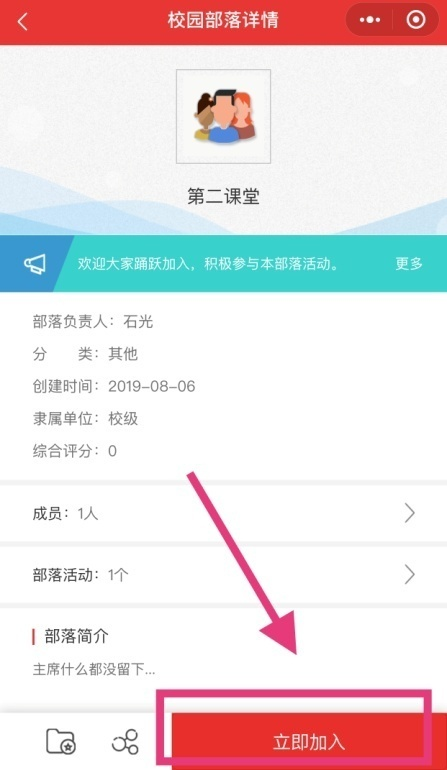 校园部落详情
第二课堂
欢迎大家踊跃加入，积极参与本部落活动。 更多
部落负责人：石光
分 类：其他
创建时间：2019-08-06
隶属单位：校级
综合评分：0
成员：1人
部落活动：1个
部落简介
主席什么都没留下...
立即加入